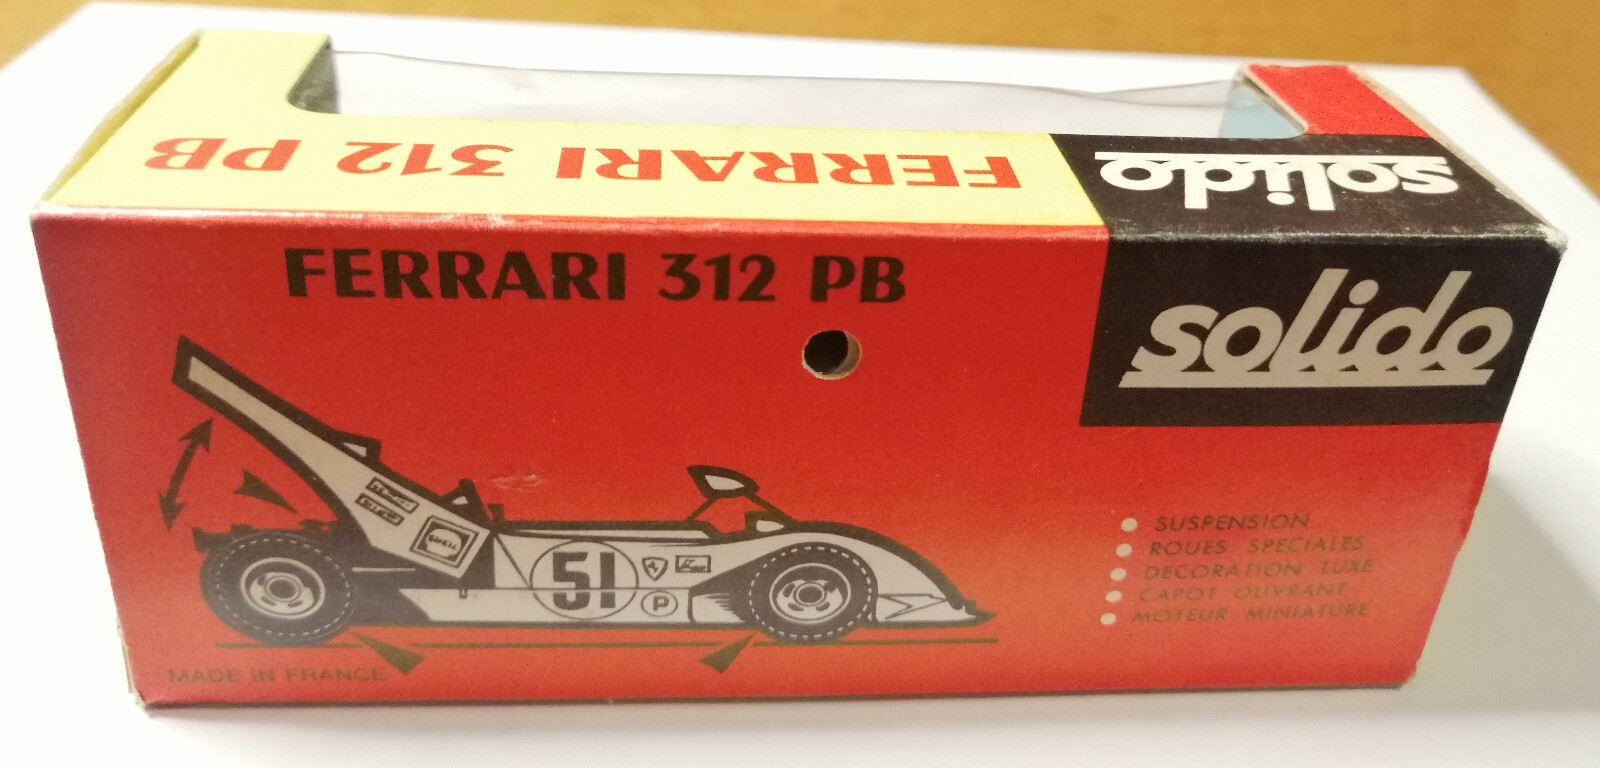 FERRARI 312 PB
solido
FERRARI 312 PB
solido
SHELL
51
P
SUSPENSION
ROUES SPECIALES
DECORATION LUXE
CAPOT OUVRANT
MOTEUR MINIATURE
MADE IN FRANCE